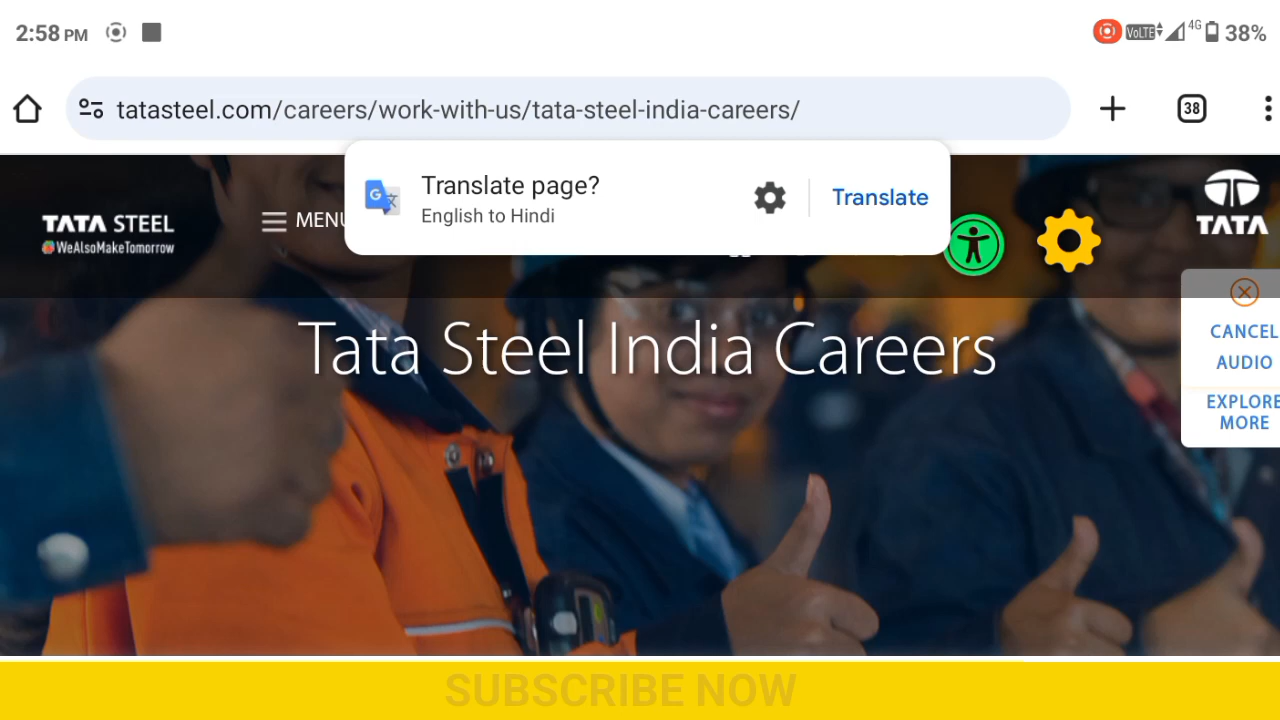 2:58 PM
VoLTE 4G 38%
tatasteel.com/careers/work-with-us/tata-steel-india-careers/
38
Translate page?
English to Hindi
Translate
TATA STEEL
#WeAlsoMakeTomorrow
MENU
TATA
Tata Steel India Careers
CANCEL
AUDIO
EXPLORE
MORE
SUBSCRIBE NOW